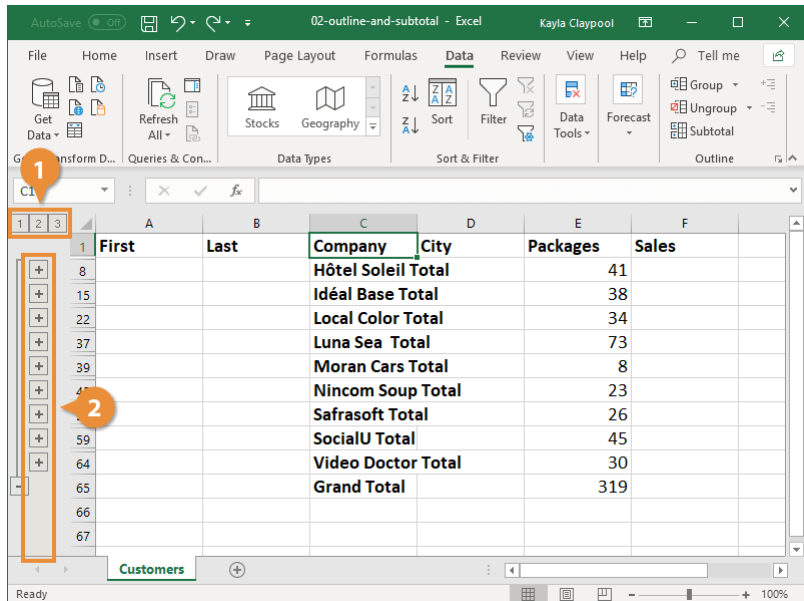 AutoSave Off 02-outline-and-subtotal - Excel Kayla Claypool
File Home Insert Draw Page Layout Formulas Data Review View Help Tell me
Get Data Refresh All Stocks Geography Sort Filter Data Tools Forecast Group
Ungroup
Subtotal
Queries & Con... Data Types Sort & Filter Outline
1
fx
1 2 3 A B C D E F
1 First Last Company City Packages Sales
8 Hôtel Soleil Total 41
15 Idéal Base Total 38
22 Local Color Total 34
37 Luna Sea Total 73
39 Moran Cars Total 8
Nincom Soup Total 23
2 Safrasoft Total 26
59 SocialU Total 45
64 Video Doctor Total 30
65 Grand Total 319
66
67
Customers
Ready 100%